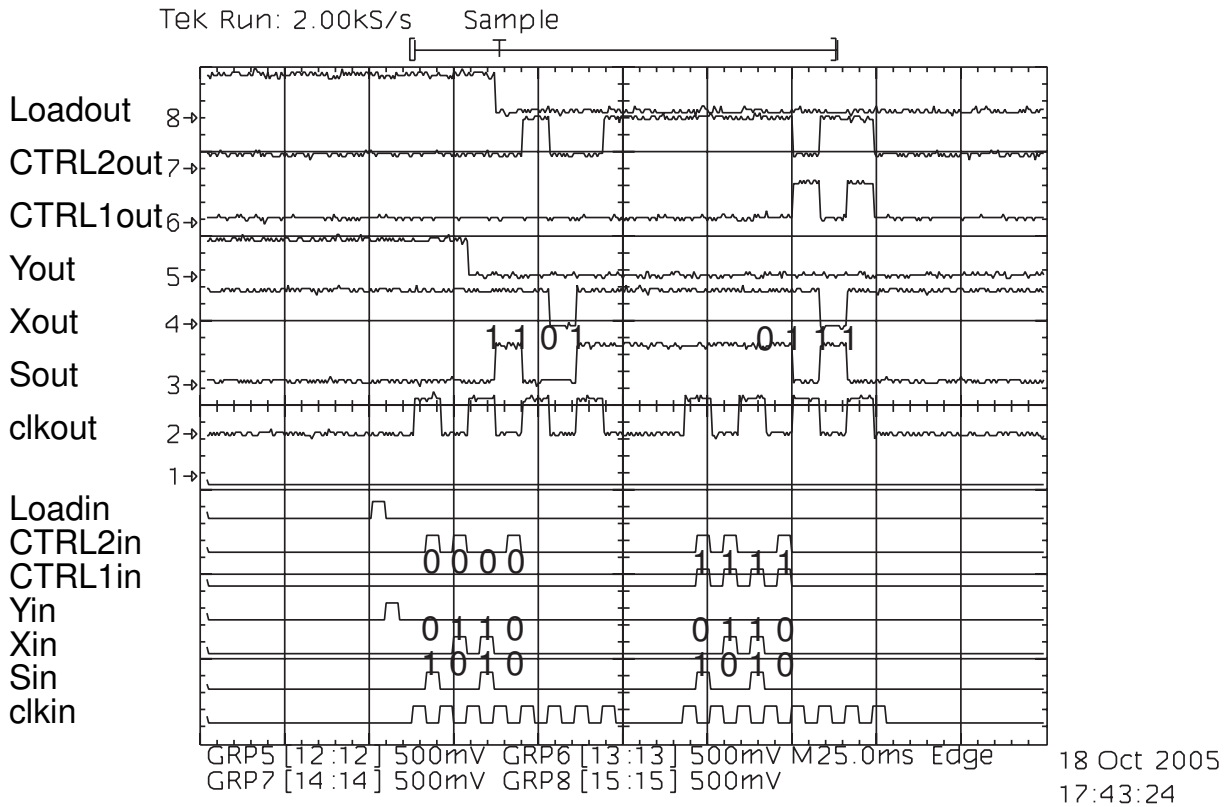 Tek Run: 2.00kS/s Sample
T
Loadout 8
CTRL2out 7
CTRL1out 6
Yout 5
Xout 4
1 1 0 1 0 1 1 1
Sout 3
clkout 2
1
Loadin
CTRL2in
0 0 0 0 1 1 1 1
CTRL1in
Yin
0 1 1 0 0 1 1 0
Xin
1 0 1 0 1 0 1 0
Sin
clkin
GRP5 [12:12] 500mV GRP6 [13:13] 500mV M25.0ms Edge
GRP7 [14:14] 500mV GRP8 [15:15] 500mV
18 Oct 2005
17:43:24